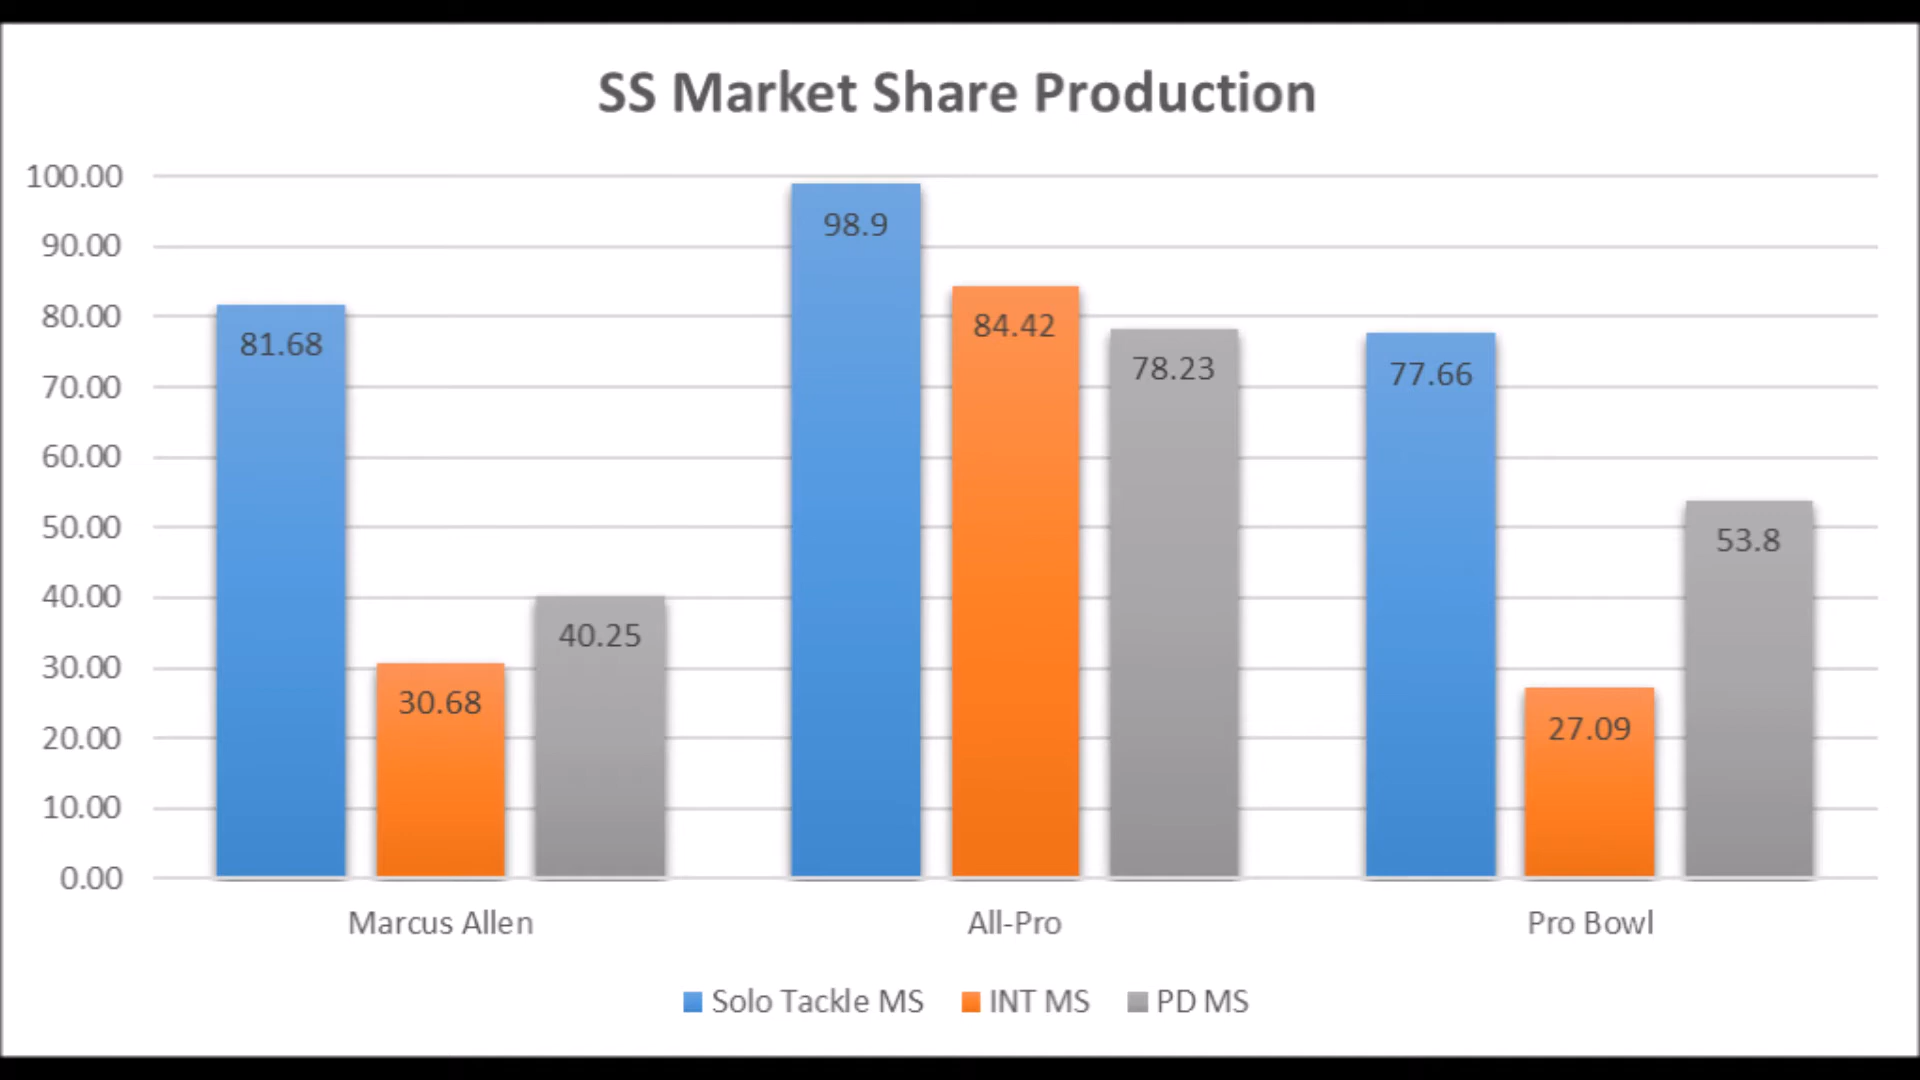 SS Market Share Production
100.00
90.00
80.00
70.00
60.00
50.00
40.00
30.00
20.00
10.00
0.00
81.68
30.68
40.25
98.9
84.42
78.23
77.66
27.09
53.8
Marcus Allen
All-Pro
Pro Bowl
Solo Tackle MS
INT MS
PD MS